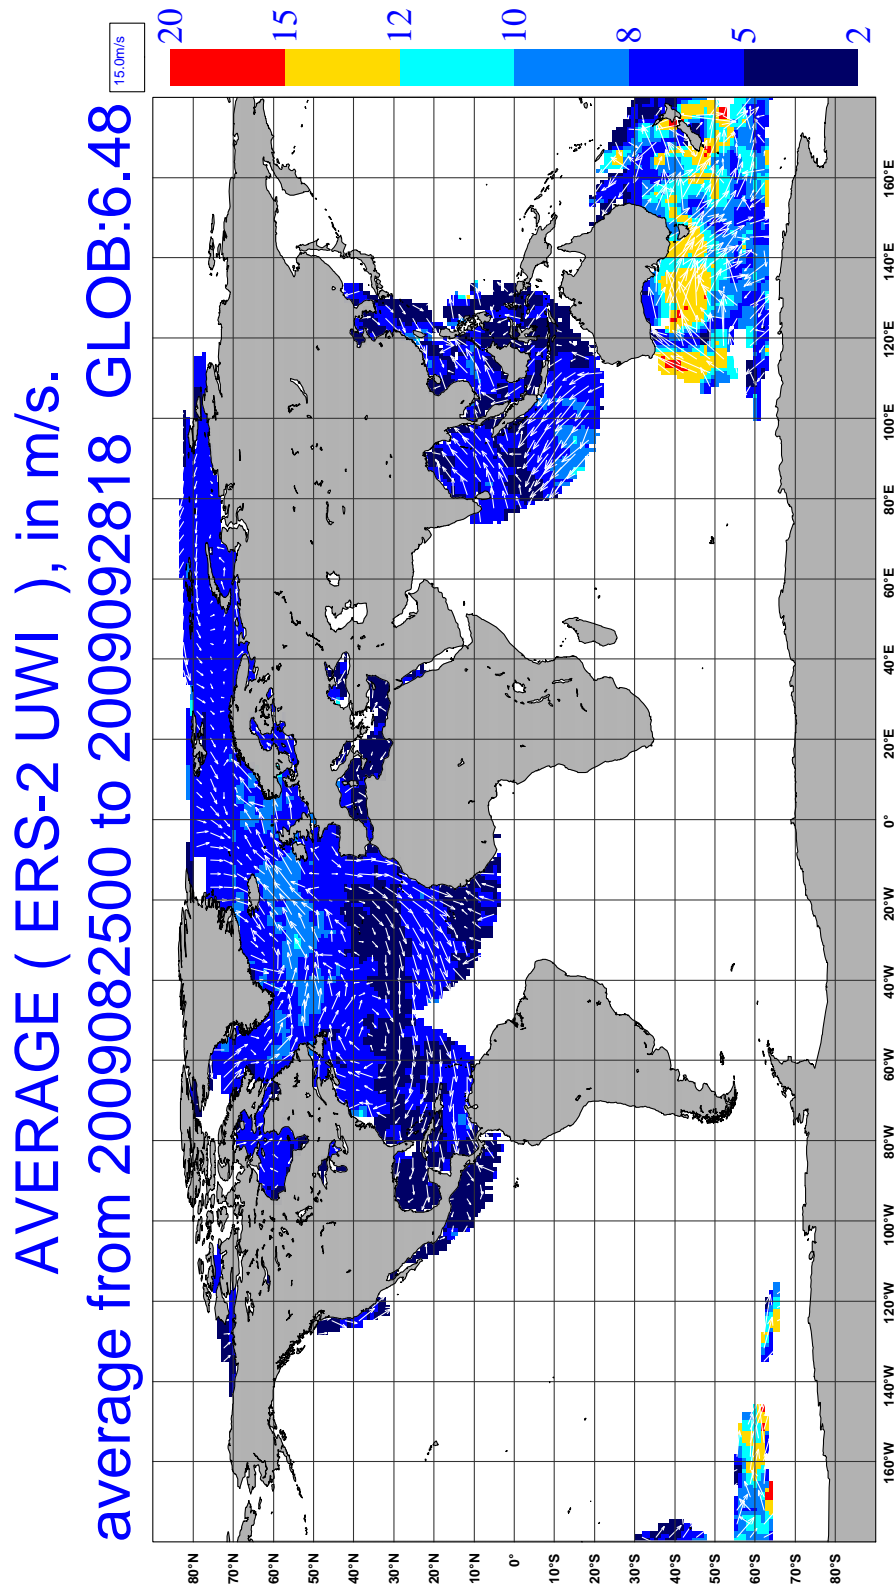 AVERAGE ( ERS-2 UWI ), in m/s.
average from 2009082500 to 2009092818 GLOB:6.48
15.0m/s
20
15
12
10
8
5
2
80°N
70°N
60°N
50°N
40°N
30°N
20°N
10°N
0°
10°S
20°S
30°S
40°S
50°S
60°S
70°S
80°S
160°W
140°W
120°W
100°W
80°W
60°W
40°W
20°W
0°
20°E
40°E
60°E
80°E
100°E
120°E
140°E
160°E